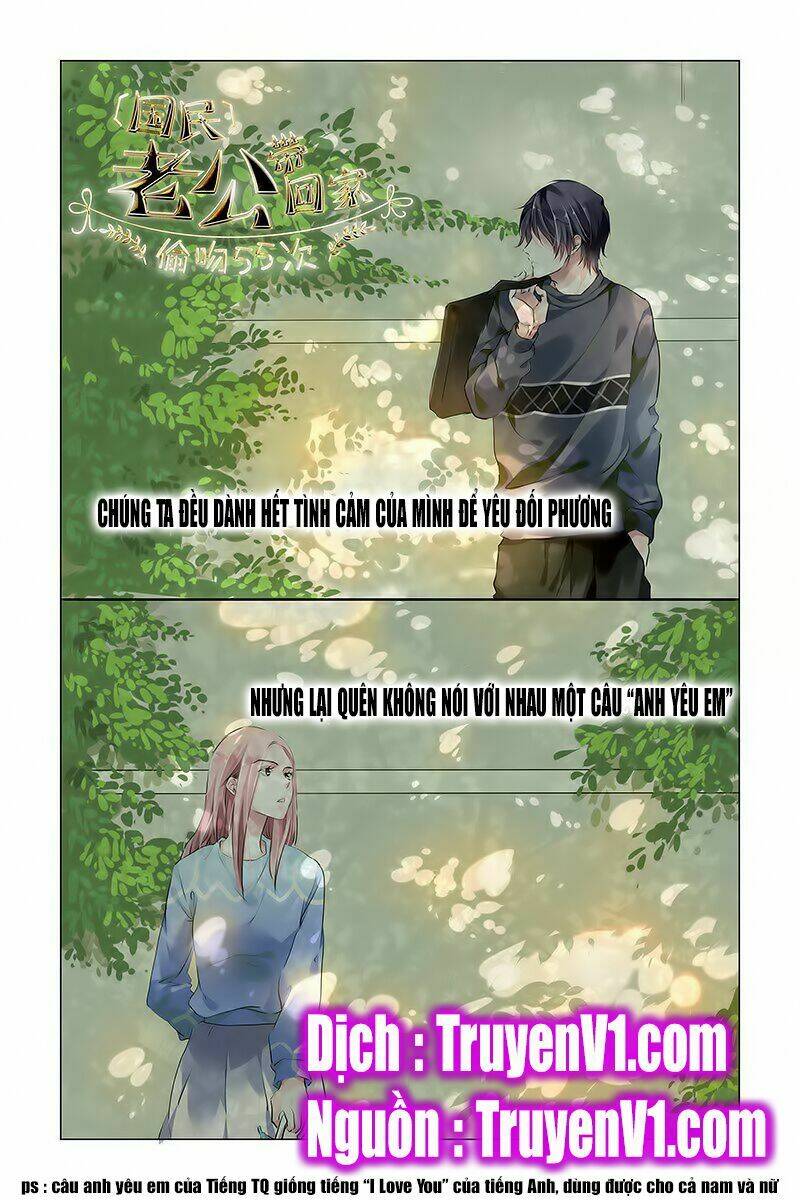 [国民]
老公带回家
偷吻55次
CHÚNG TA ĐỀU DÀNH HẾT TÌNH CẢM CỦA MÌNH ĐỂ YÊU ĐỐI PHƯƠNG
NHƯNG LẠI QUÊN KHÔNG NÓI VỚI NHAU MỘT CÂU “ANH YÊU EM”
Dịch : TruyenV1.com
Nguồn : TruyenV1.com
ps : câu anh yêu em của Tiếng TQ giống tiếng “I Love You” của tiếng Anh, dùng được cho cả nam và nữ